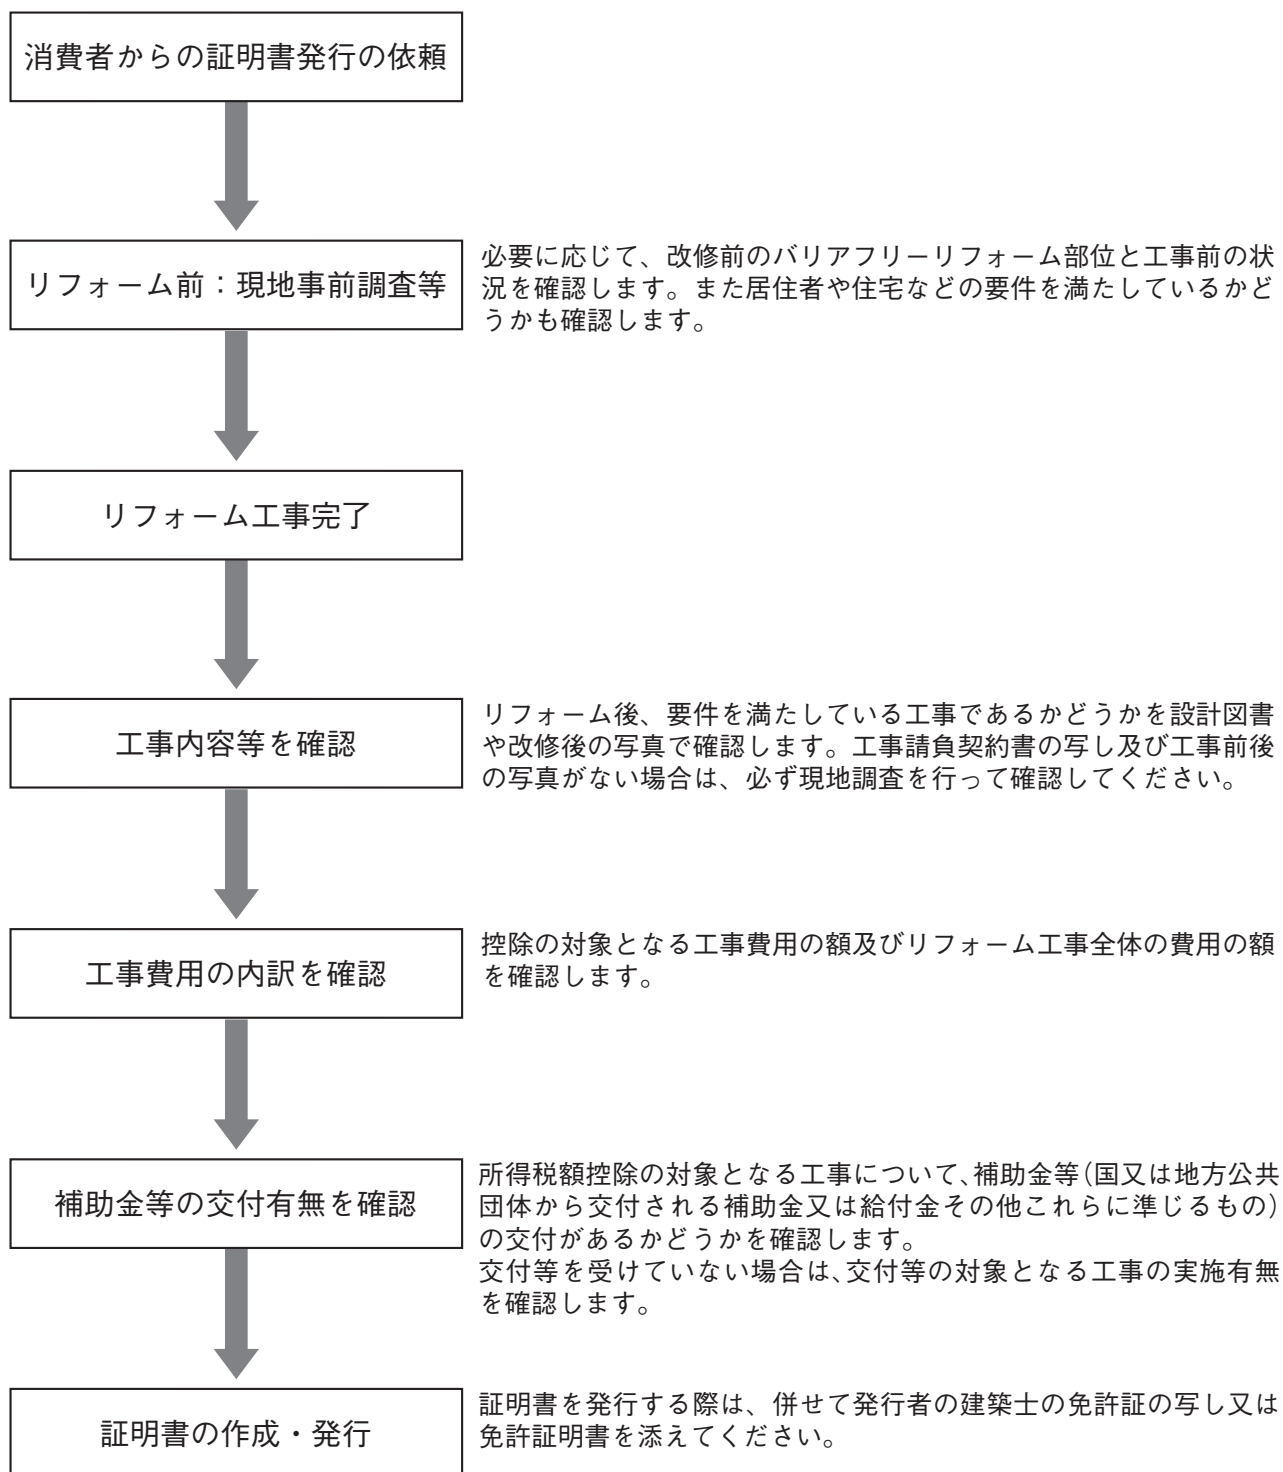 消費者からの証明書発行の依頼
リフォーム前：現地事前調査等
必要に応じて、改修前のバリアフリーリフォーム部位と工事前の状
況を確認します。また居住者や住宅などの要件を満たしているかど
うかも確認します。
リフォーム工事完了
工事内容等を確認
リフォーム後、要件を満たしている工事であるかどうかを設計図書
や改修後の写真で確認します。工事請負契約書の写し及び工事前後
の写真がない場合は、必ず現地調査を行って確認してください。
工事費用の内訳を確認
控除の対象となる工事費用の額及びリフォーム工事全体の費用の額
を確認します。
補助金等の交付有無を確認
所得税額控除の対象となる工事について、補助金等（国又は地方公共
団体から交付される補助金又は給付金その他これらに準じるもの）
の交付があるかどうかを確認します。
交付等を受けていない場合は、交付等の対象となる工事の実施有無
を確認します。
証明書の作成・発行
証明書を発行する際は、併せて発行者の建築士の免許証の写し又は
免許証明書を添えてください。